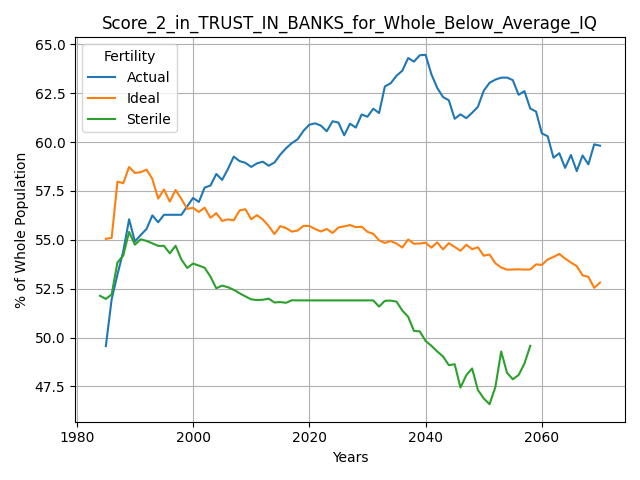 Score_2_in_TRUST_IN_BANKS_for_Whole_Below_Average_IQ
Fertility
Actual
Ideal
Sterile
% of Whole Population
65.0
62.5
60.0
57.5
55.0
52.5
50.0
47.5
1980
2000
2020
2040
2060
Years